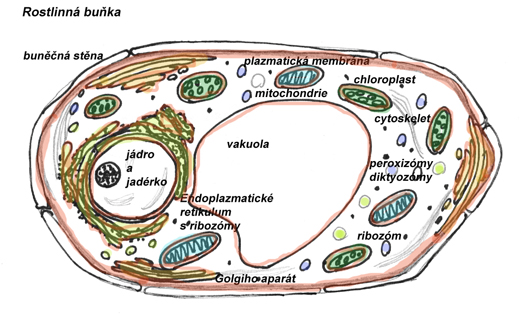 Rostlinná buňka
buněčná stěna
plazmatická membrána
mitochondrie
chloroplast
cytoskelet
vakuola
jádro
a
jadérko
peroxizómy
diktyozómy
Endoplazmatické
retikulum
s ribozómy
ribozóm
Golgiho aparát